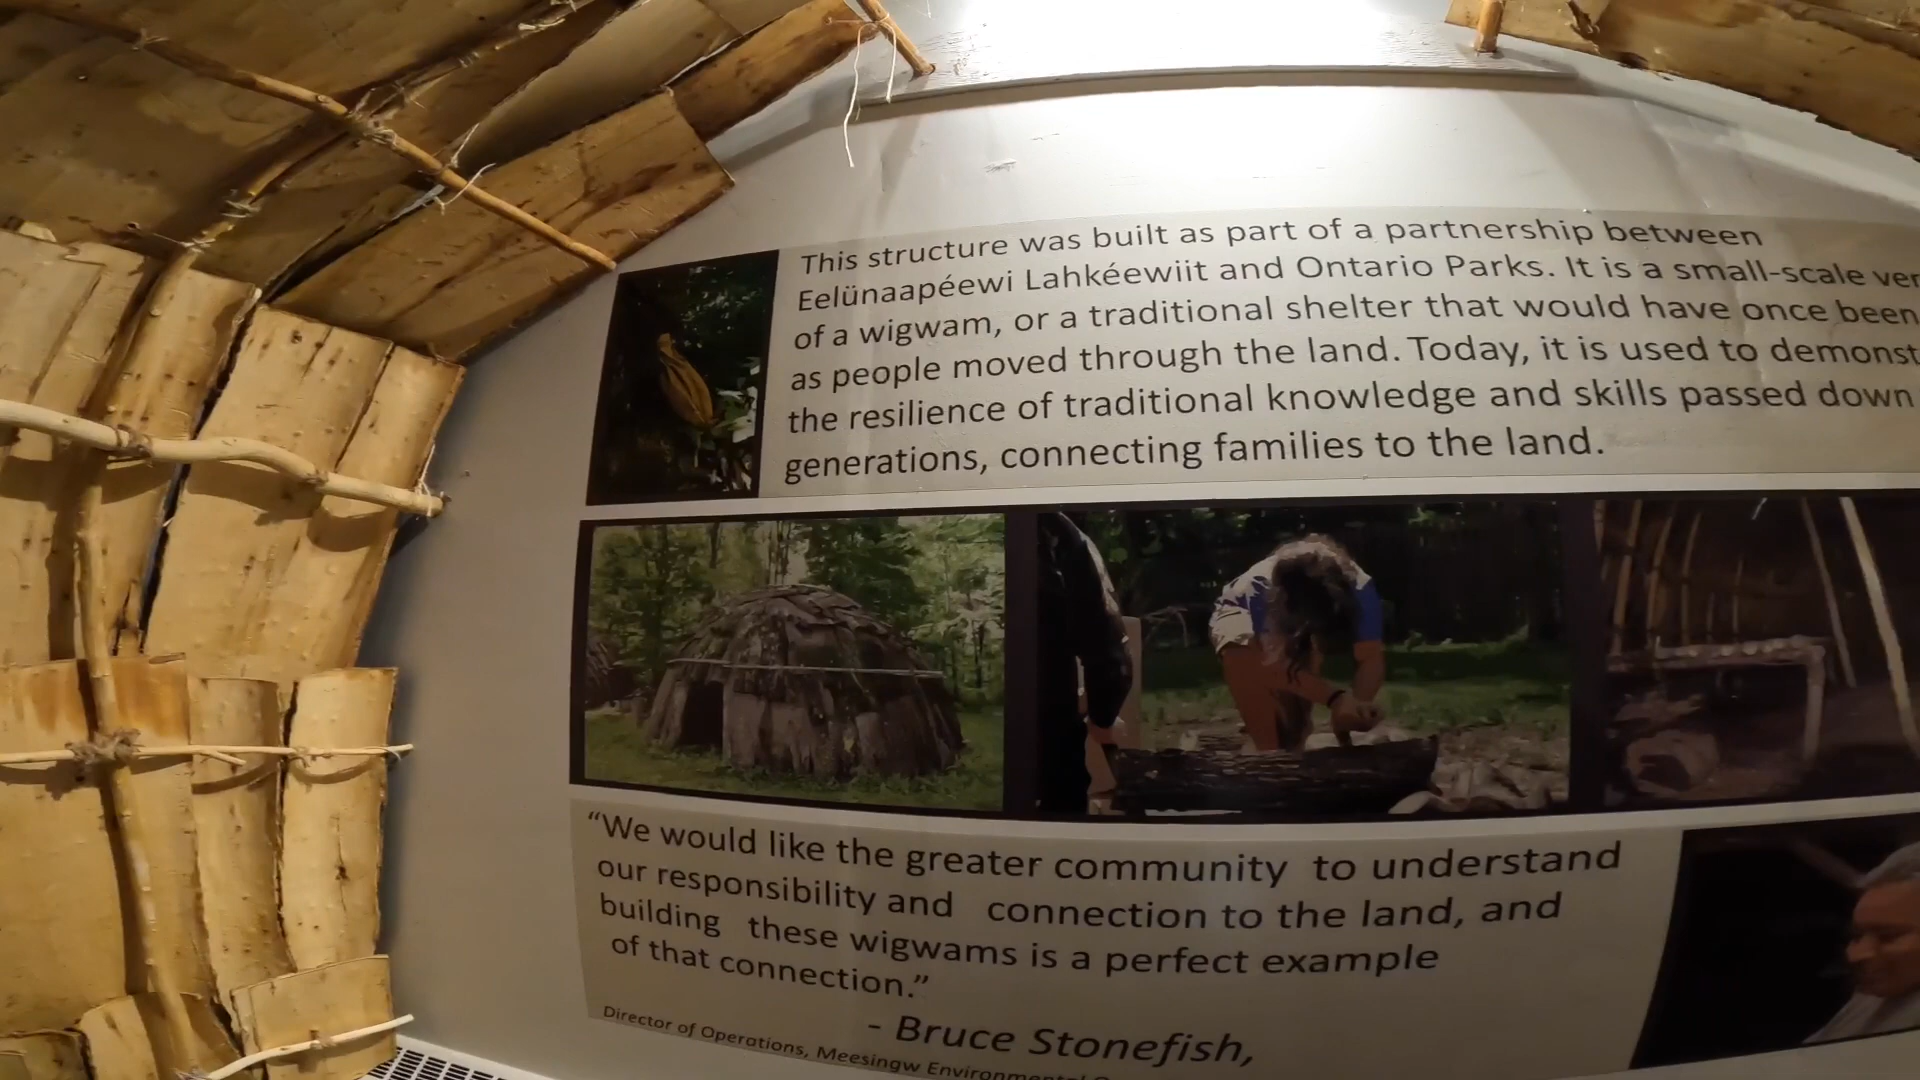 This structure was built as part of a partnership between
Eelünaapéewi Lahkéewiit and Ontario Parks. It is a small-scale
of a wigwam, or a traditional shelter that would have once been
as people moved through the land. Today, it is used to
the resilience of traditional knowledge and skills passed down
generations, connecting families to the land.
“We would like the greater community to understand
our responsibility and connection to the land, and
building these wigwams is a perfect example
of that connection.”
- Bruce Stonefish,
Director of Operations, Meesingw Environmental